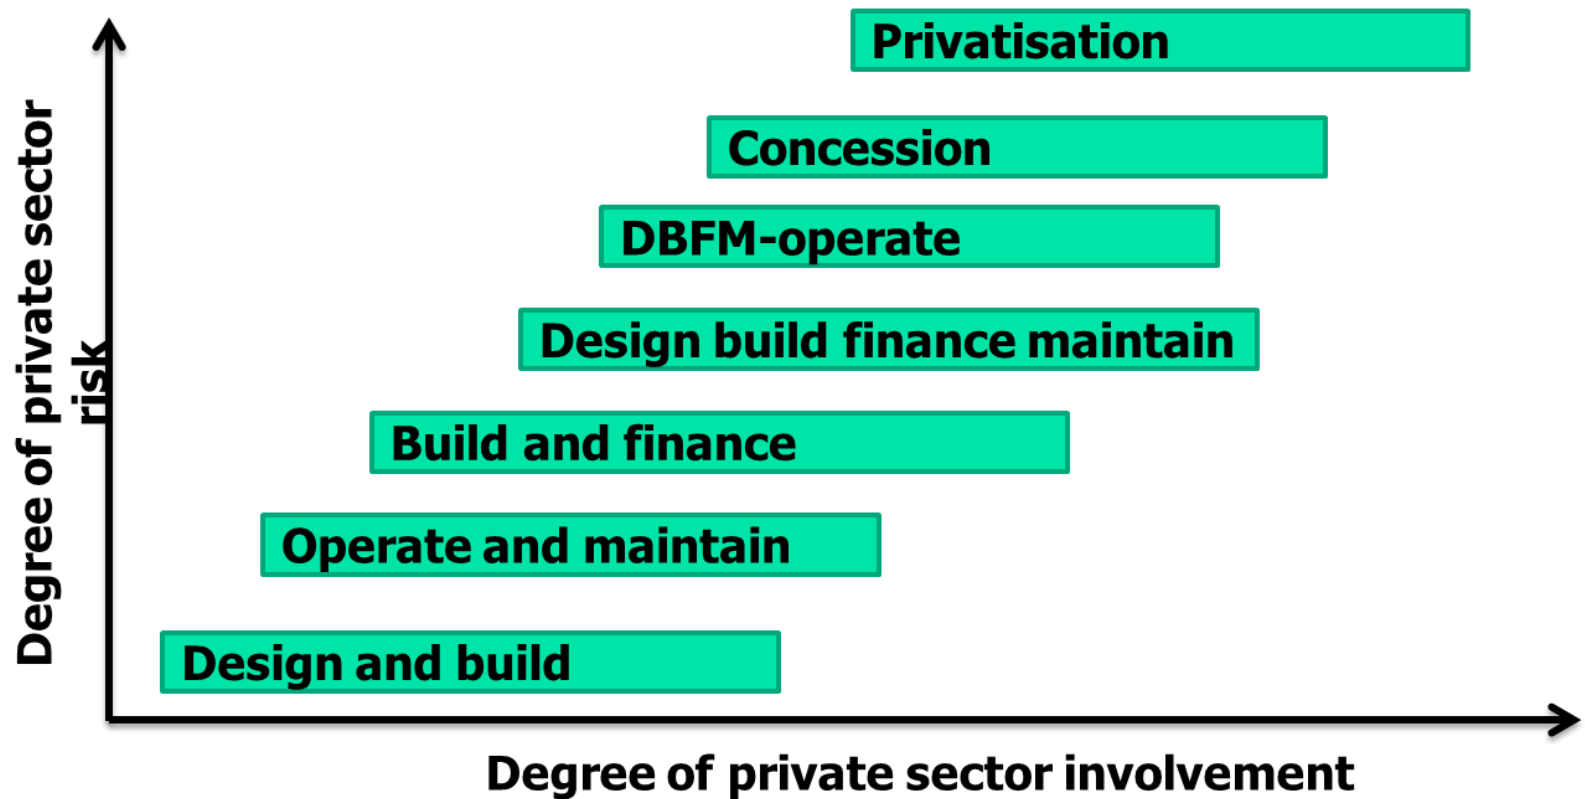 Privatisation
Concession
DBFM-operate
Design build finance maintain
Build and finance
Operate and maintain
Design and build
Degree of private sector
risk
Degree of private sector involvement